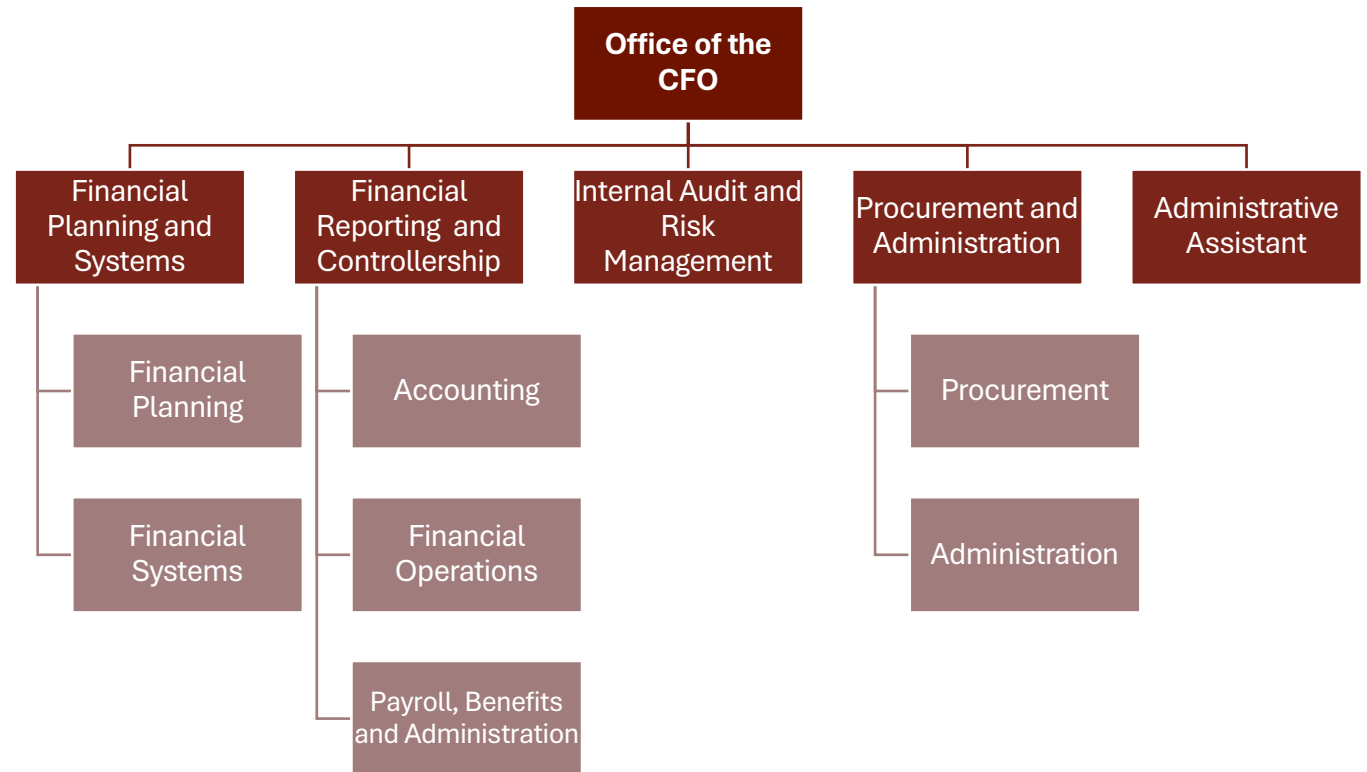 Office of the
CFO
Financial
Planning and
Systems
Financial
Reporting and
Controllership
Internal Audit and
Risk
Management
Procurement and
Administration
Administrative
Assistant
Financial
Planning
Accounting
Procurement
Financial
Systems
Financial
Operations
Administration
Payroll, Benefits
and Administration